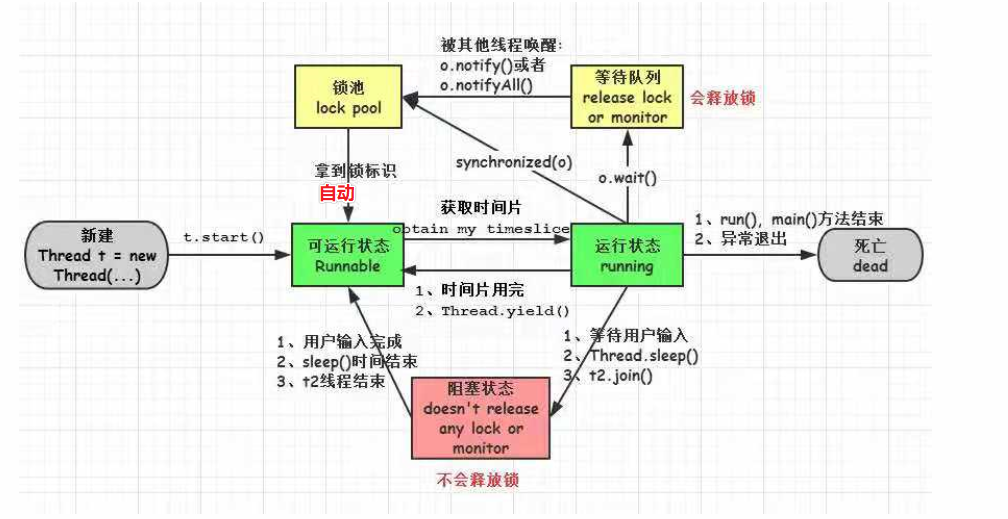 被其他线程唤醒:
o.notify()或者
o.notifyAll()
锁池
lock pool
等待队列
release lock
or monitor
会释放锁
synchronized(o)
o.wait()
拿到锁标识
自动
获取时间片
obtain my timeslice
新建
Thread t = new
Thread(...)
t.start()
可运行状态
Runnable
运行状态
running
1、run(), main()方法结束
2、异常退出
死亡
dead
1、时间片用完
2、Thread.yield()
1、用户输入完成
2、sleep()时间结束
3、t2线程结束
1、等待用户输入
2、Thread.sleep()
3、t2.join()
阻塞状态
doesn't release
any lock or
monitor
不会释放锁